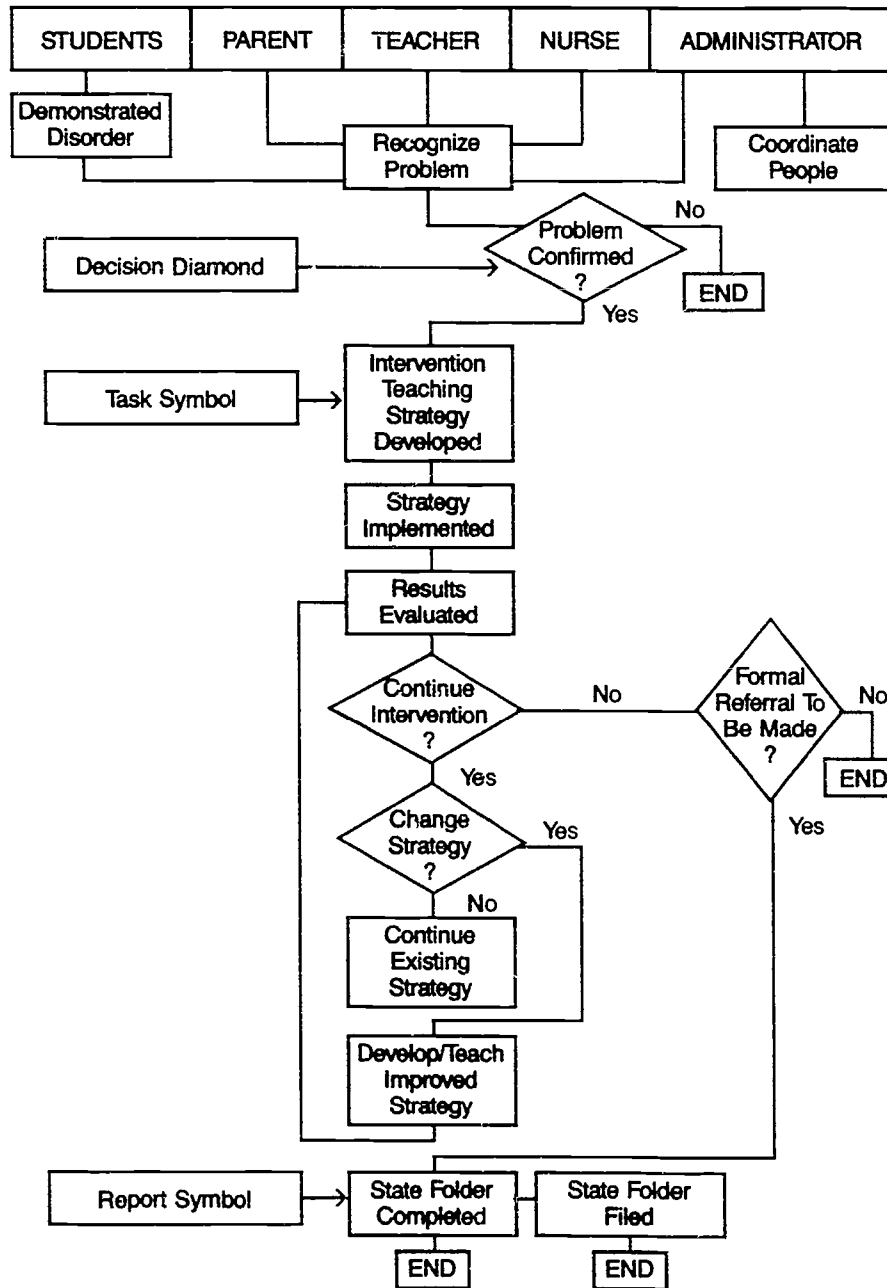 STUDENTS PARENT TEACHER NURSE ADMINISTRATOR
Demonstrated
Disorder
Recognize
Problem
Coordinate
People
Problem
Confirmed
?
No
END
Decision Diamond
Yes
Intervention
Teaching
Strategy
Developed
Task Symbol
Strategy
Implemented
Results
Evaluated
Continue
Intervention
?
No
Formal
Referral To
Be Made
?
No
END
Yes
Yes
Change
Strategy
?
Yes
No
Continue
Existing
Strategy
Develop/Teach
Improved
Strategy
Report Symbol
State Folder
Completed
State Folder
Filed
END
END